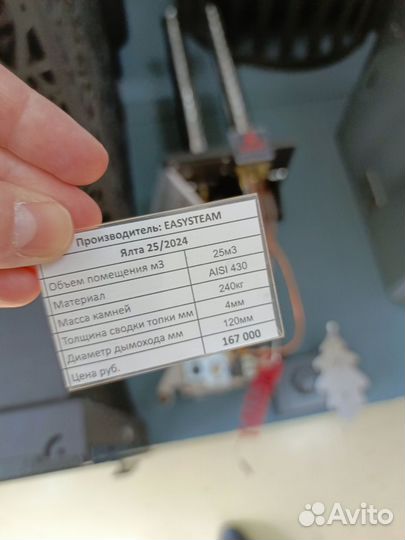 Производитель: EASYSTEAM
Ялта 25/2024
Объем помещения м3 25м3
Материал AISI 430
Масса камней 240кг
Толщина сводки топки мм 4мм
Диаметр дымохода мм 120мм
Цена руб. 167 000
Avito